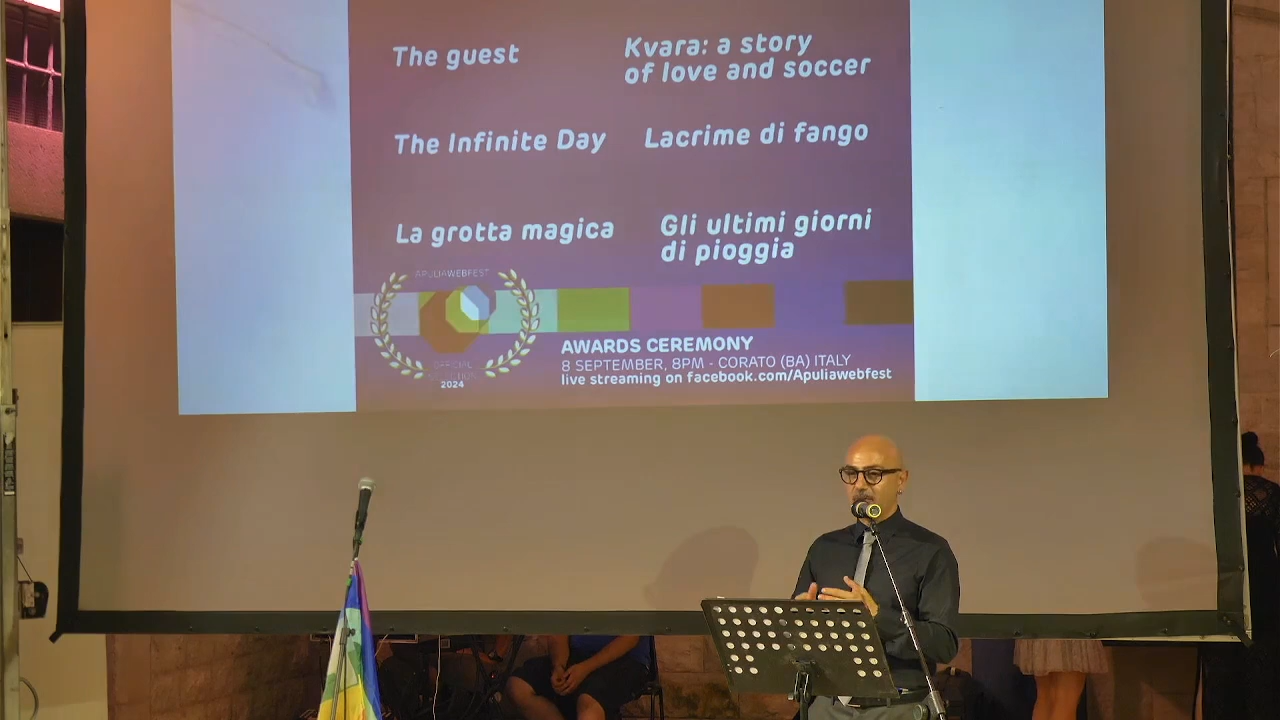 The guest
Kvara: a story
of love and soccer
The Infinite Day
Lacrime di fango
La grotta magica
Gli ultimi giorni
di pioggia
APULIAWEBFEST
OFFICIAL
SELECTION
2024
AWARDS CEREMONY
8 SEPTEMBER, 8PM - CORATO (BA) ITALY
live streaming on facebook.com/Apuliawebfest